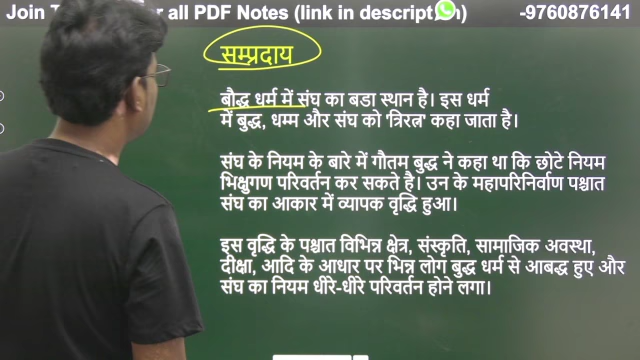 Join T r all PDF Notes (link in descript n) -9760876141
सम्प्रदाय
बौद्ध धर्म में संघ का बडा स्थान है। इस धर्म
में बुद्ध, धम्म और संघ को 'त्रिरत्न' कहा जाता है।
संघ के नियम के बारे में गौतम बुद्ध ने कहा था कि छोटे नियम
भिक्षुगण परिवर्तन कर सकते है। उन के महापरिनिर्वाण पश्चात
संघ का आकार में व्यापक वृद्धि हुआ।
इस वृद्धि के पश्चात विभिन्न क्षेत्र, संस्कृति, सामाजिक अवस्था,
दीक्षा, आदि के आधार पर भिन्न लोग बुद्ध धर्म से आबद्ध हुए और
संघ का नियम धीरे-धीरे परिवर्तन होने लगा।